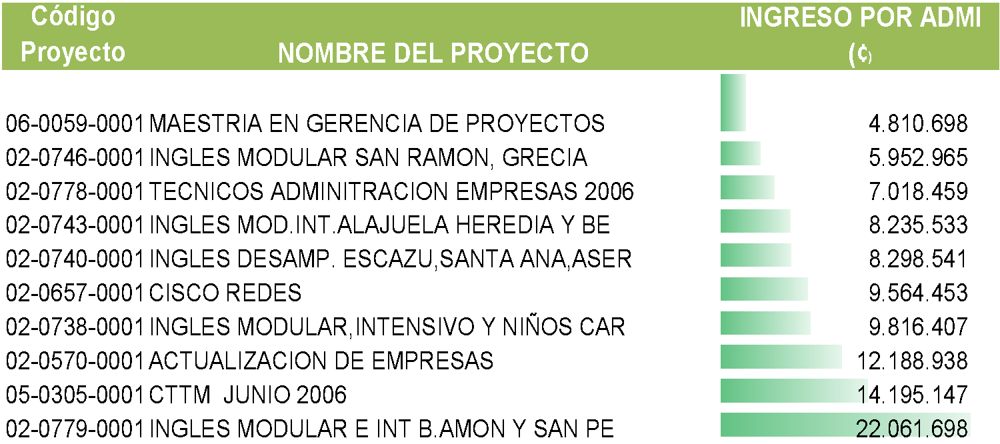 Código Proyecto NOMBRE DEL PROYECTO INGRESO POR ADMI (¢)
06-0059-0001 MAESTRIA EN GERENCIA DE PROYECTOS 4.810.698
02-0746-0001 INGLES MODULAR SAN RAMON, GRECIA 5.952.965
02-0778-0001 TECNICOS ADMINITRACION EMPRESAS 2006 7.018.459
02-0743-0001 INGLES MOD.INT.ALAJUELA HEREDIA Y BE 8.235.533
02-0740-0001 INGLES DESAMP. ESCAZU,SANTA ANA,ASER 8.298.541
02-0657-0001 CISCO REDES 9.564.453
02-0738-0001 INGLES MODULAR,INTENSIVO Y NIÑOS CAR 9.816.407
02-0570-0001 ACTUALIZACION DE EMPRESAS 12.188.938
05-0305-0001 CTTM JUNIO 2006 14.195.147
02-0779-0001 INGLES MODULAR E INT B.AMON Y SAN PE 22.061.698